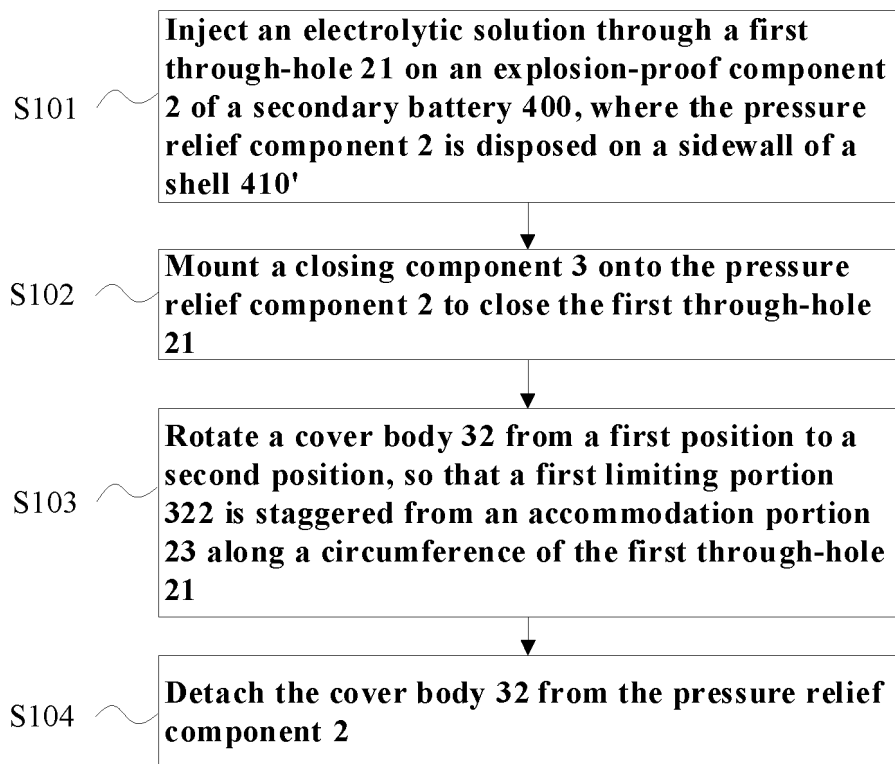 S101
Inject an electrolytic solution through a first
through-hole 21 on an explosion-proof component
2 of a secondary battery 400, where the pressure
relief component 2 is disposed on a sidewall of a
shell 410'
S102
Mount a closing component 3 onto the pressure
relief component 2 to close the first through-hole
21
S103
Rotate a cover body 32 from a first position to a
second position, so that a first limiting portion
322 is staggered from an accommodation portion
23 along a circumference of the first through-hole
21
S104
Detach the cover body 32 from the pressure relief
component 2